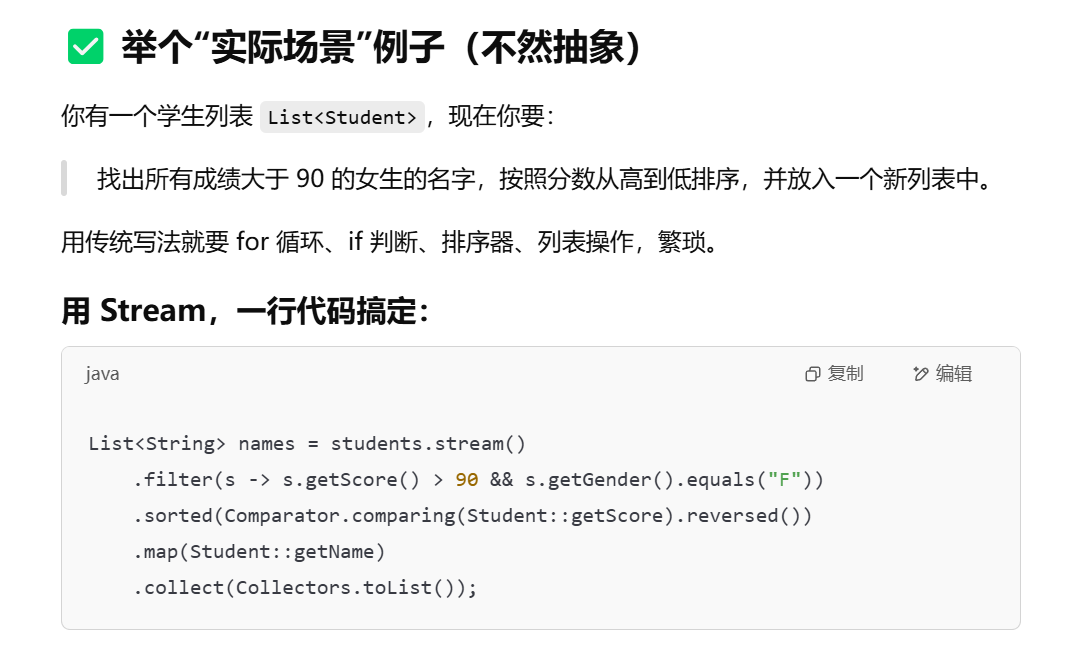 ✅ 举个“实际场景”例子（不然抽象）
你有一个学生列表 List<Student>，现在你要：
找出所有成绩大于 90 的女生的名字，按照分数从高到低排序，并放入一个新列表中。
用传统写法就要 for 循环、if 判断、排序器、列表操作，繁琐。
用 Stream，一行代码搞定：
java 复制 编辑
List<String> names = students.stream()
    .filter(s -> s.getScore() > 90 && s.getGender().equals("F"))
    .sorted(Comparator.comparing(Student::getScore).reversed())
    .map(Student::getName)
    .collect(Collectors.toList());